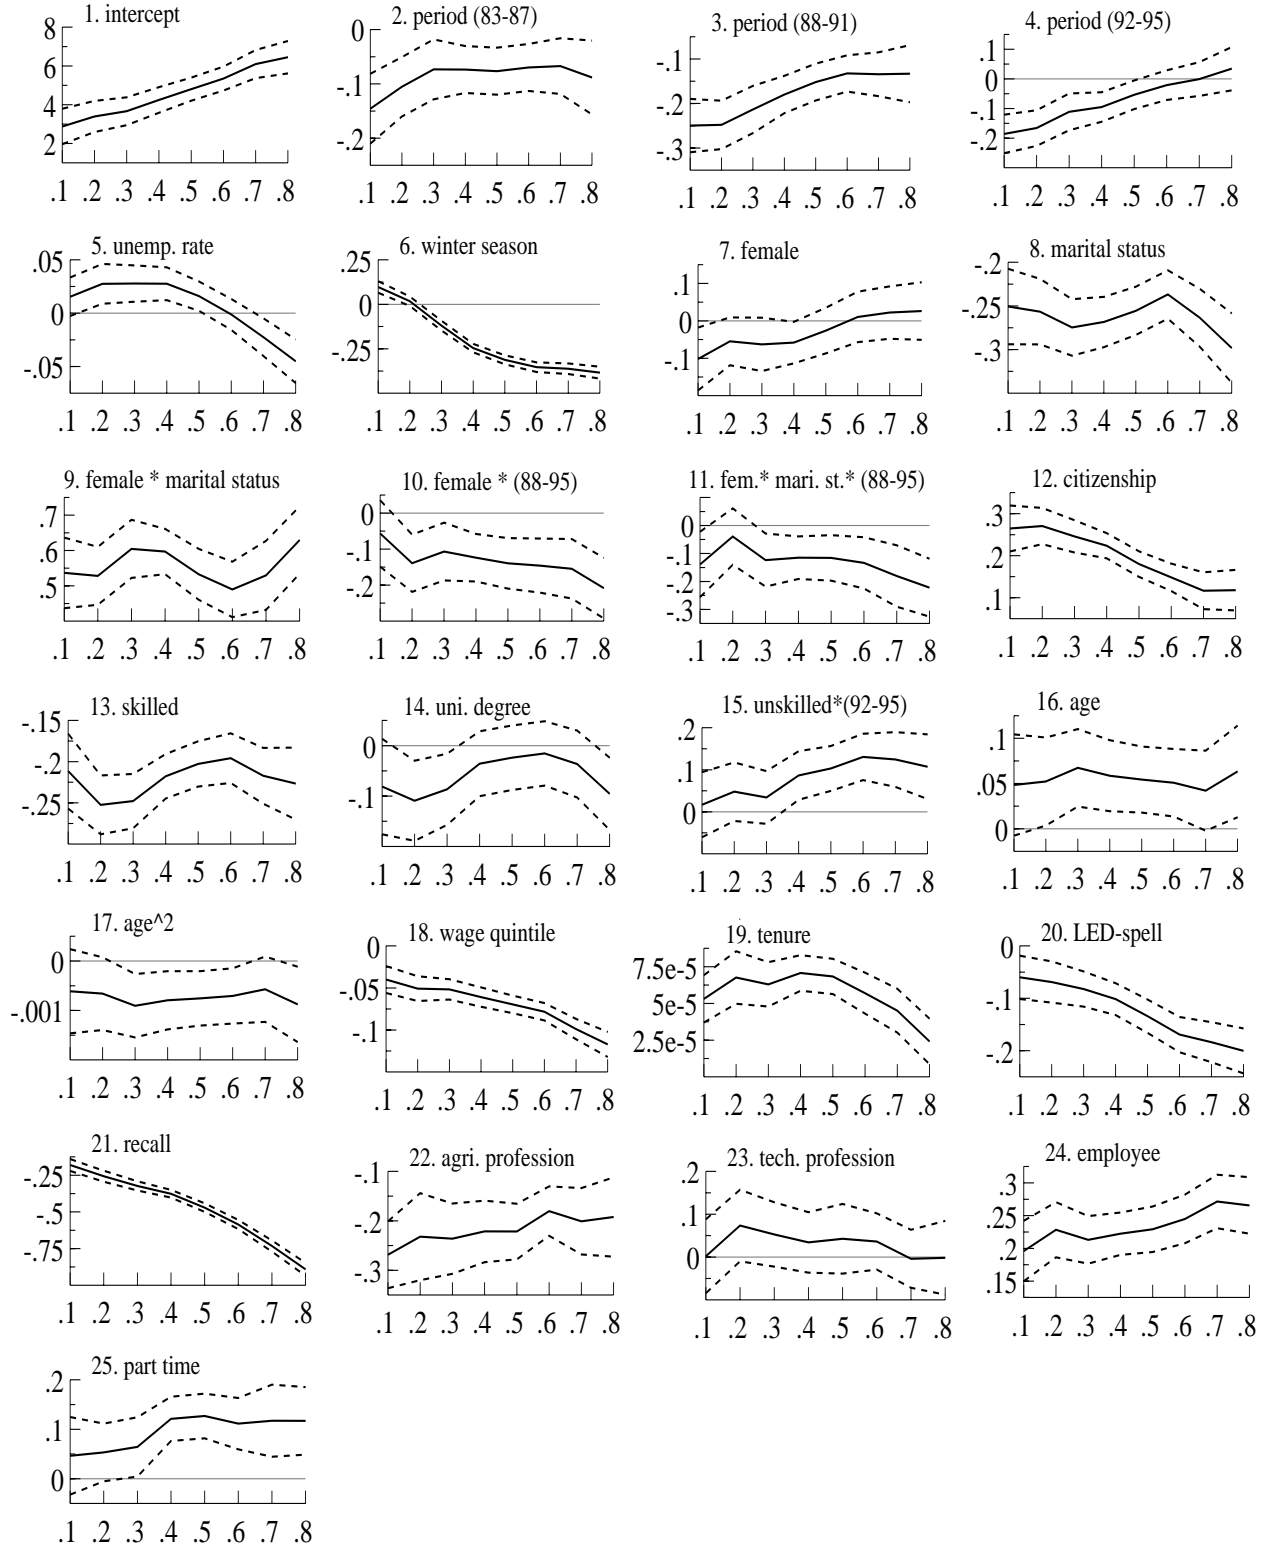 1. intercept
8
6
4
2
.1 .2 .3 .4 .5 .6 .7 .8
2. period (83-87)
0
-.1
-.2
.1 .2 .3 .4 .5 .6 .7 .8
3. period (88-91)
-.1
-.2
-.3
.1 .2 .3 .4 .5 .6 .7 .8
4. period (92-95)
.1
0
-.1
-.2
.1 .2 .3 .4 .5 .6 .7 .8
5. unemp. rate
.05
0
-.05
.1 .2 .3 .4 .5 .6 .7 .8
6. winter season
.25
0
-.25
.1 .2 .3 .4 .5 .6 .7 .8
7. female
.1
0
-.1
.1 .2 .3 .4 .5 .6 .7 .8
8. marital status
-.2
-.25
-.3
.1 .2 .3 .4 .5 .6 .7 .8
9. female * marital status
.7
.6
.5
.1 .2 .3 .4 .5 .6 .7 .8
10. female * (88-95)
0
-.1
-.2
.1 .2 .3 .4 .5 .6 .7 .8
11. fem.* mari. st.* (88-95)
0
-.1
-.2
-.3
.1 .2 .3 .4 .5 .6 .7 .8
12. citizenship
.3
.2
.1
.1 .2 .3 .4 .5 .6 .7 .8
13. skilled
-.15
-.2
-.25
.1 .2 .3 .4 .5 .6 .7 .8
14. uni. degree
0
-.1
.1 .2 .3 .4 .5 .6 .7 .8
15. unskilled*(92-95)
.2
.1
0
.1 .2 .3 .4 .5 .6 .7 .8
16. age
.1
.05
0
.1 .2 .3 .4 .5 .6 .7 .8
17. age^2
0
-.001
.1 .2 .3 .4 .5 .6 .7 .8
18. wage quintile
0
-.05
-.1
.1 .2 .3 .4 .5 .6 .7 .8
19. tenure
7.5e-5
5e-5
2.5e-5
.1 .2 .3 .4 .5 .6 .7 .8
20. LED-spell
0
-.1
-.2
.1 .2 .3 .4 .5 .6 .7 .8
21. recall
-.25
-.5
-.75
.1 .2 .3 .4 .5 .6 .7 .8
22. agri. profession
-.1
-.2
-.3
.1 .2 .3 .4 .5 .6 .7 .8
23. tech. profession
.2
.1
0
.1 .2 .3 .4 .5 .6 .7 .8
24. employee
.3
.25
.2
.15
.1 .2 .3 .4 .5 .6 .7 .8
25. part time
.2
.1
0
.1 .2 .3 .4 .5 .6 .7 .8